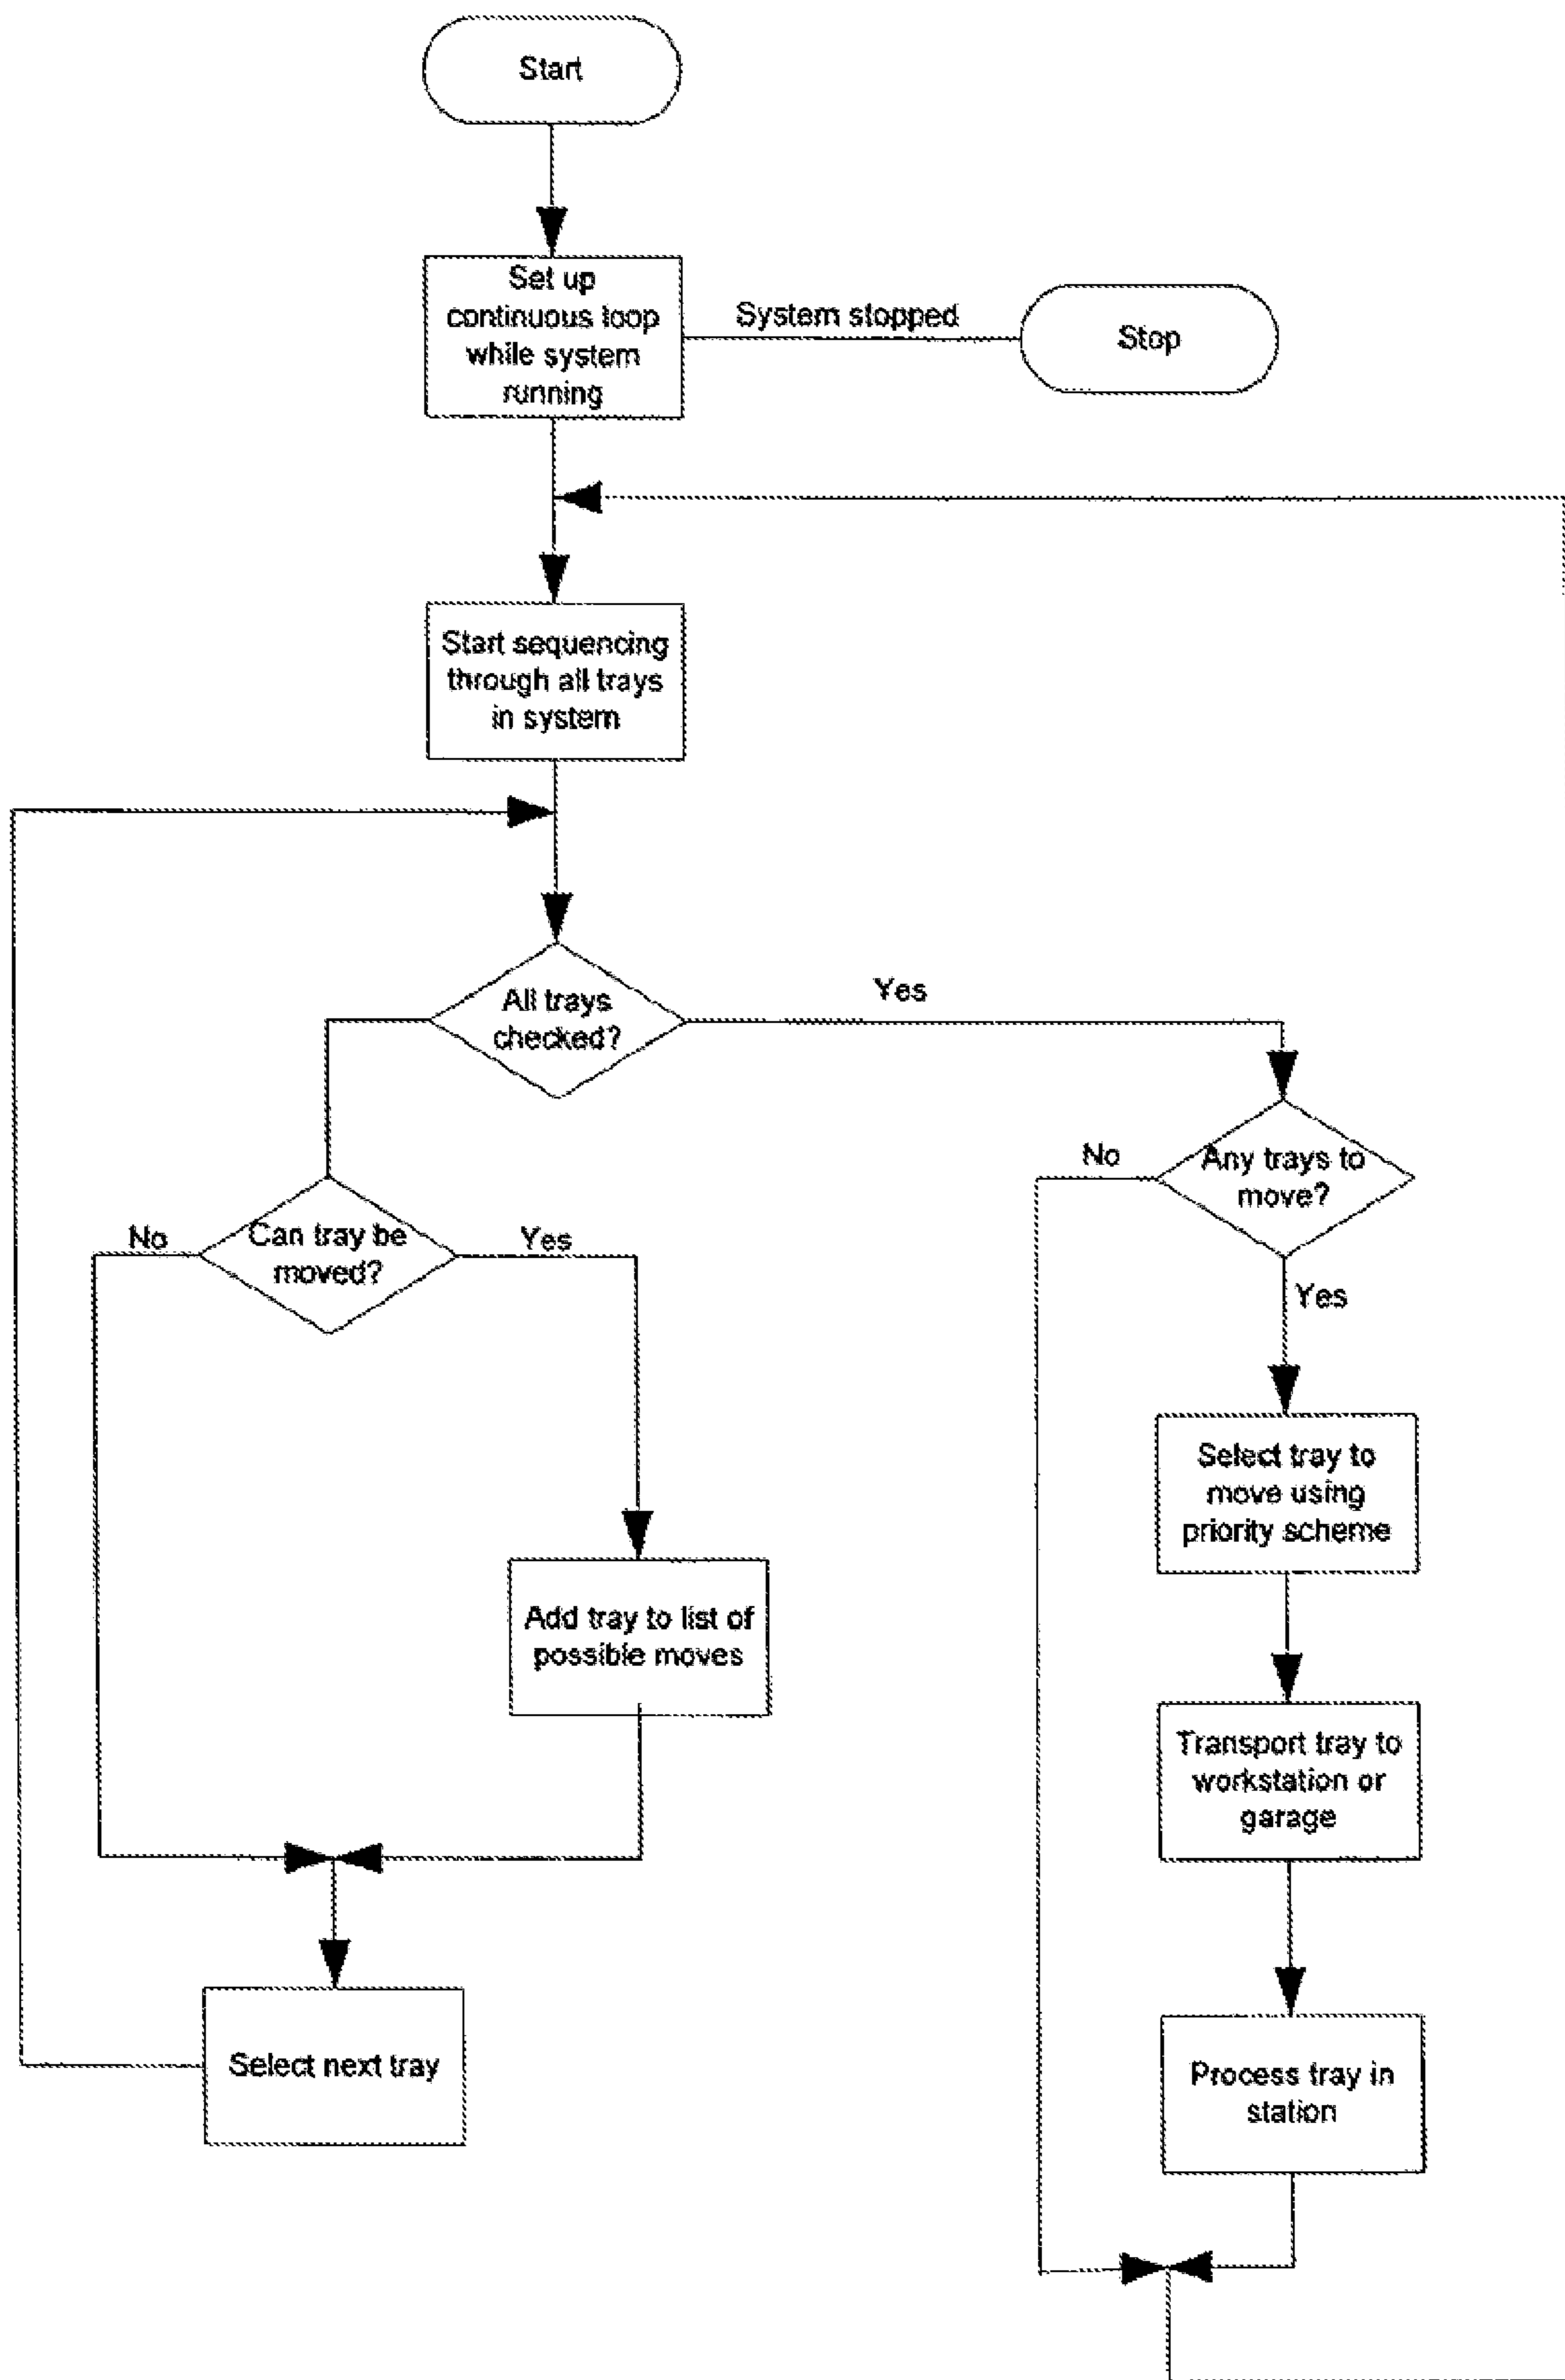 Start
Set up
continuous loop
while system
running
System stopped
Stop
Start sequencing
through all trays
in system
All trays
checked?
Yes
Any trays to
move?
No
Yes
Can tray be
moved?
No
Yes
Add tray to list of
possible moves
Select next tray
Select tray to
move using
priority scheme
Transport tray to
workstation or
garage
Process tray in
station